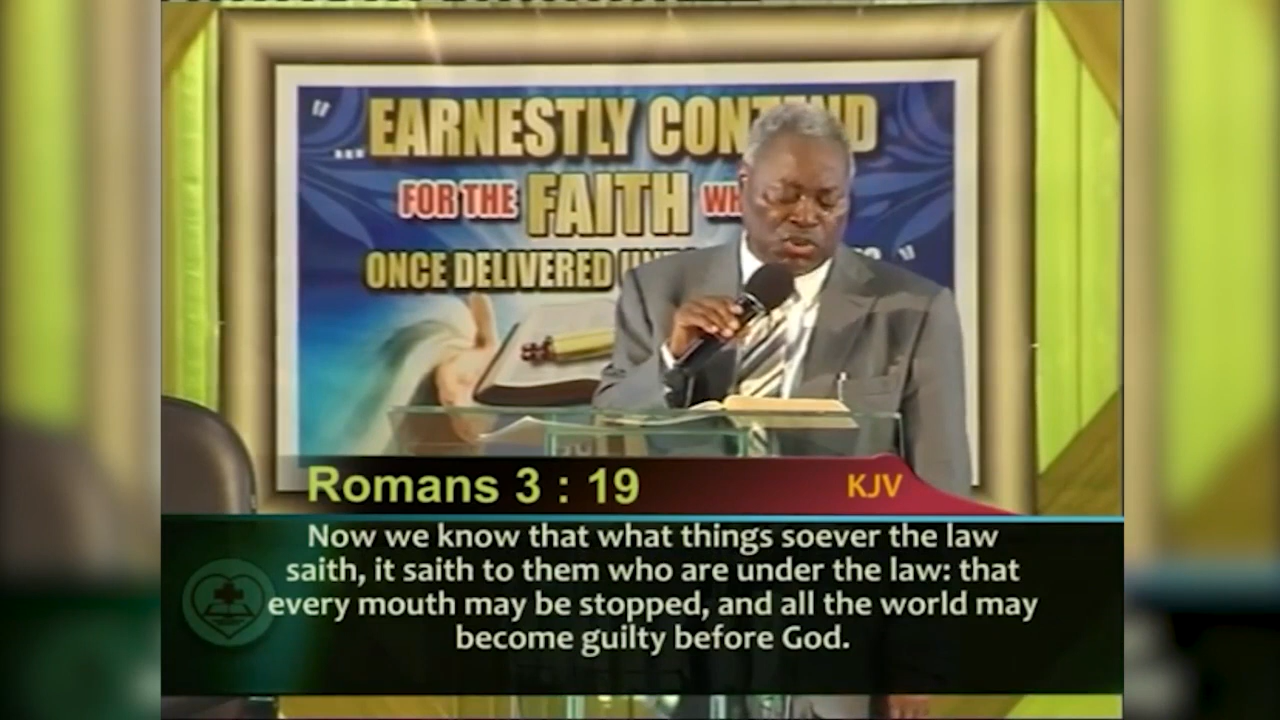 "
...EARNESTLY
FOR THE FAITH
ONCE DELIVERED
"
Romans 3 : 19
KJV
Now we know that what things soever the law
saith, it saith to them who are under the law: that
every mouth may be stopped, and all the world may
become guilty before God.